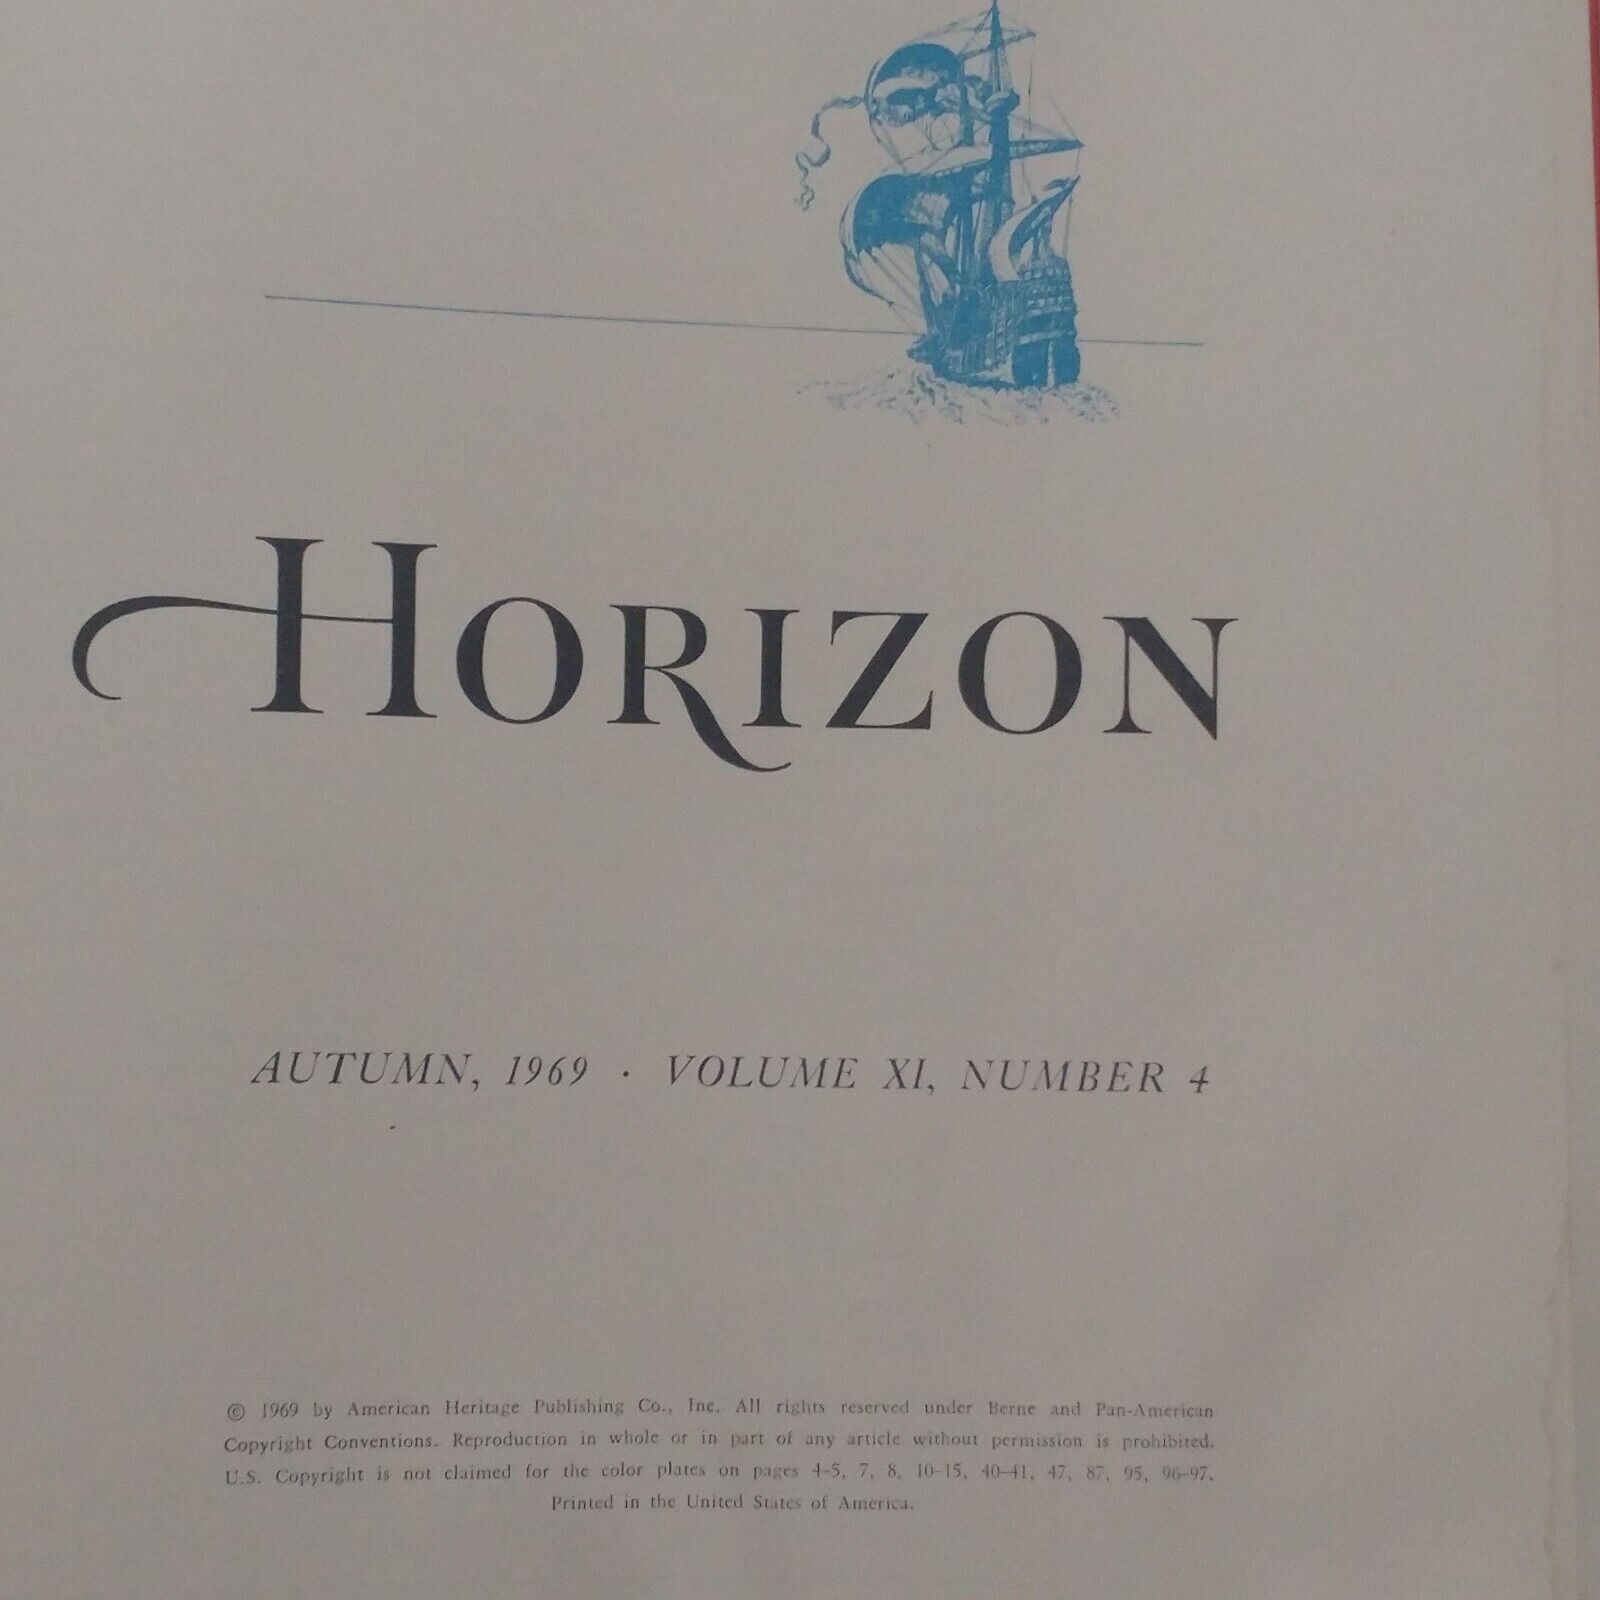 HORIZON
AUTUMN, 1969 · VOLUME XI, NUMBER 4
© 1969 by American Heritage Publishing Co., Inc. All rights reserved under Berne and Pan-American
Copyright Conventions. Reproduction in whole or in part of any article without permission is prohibited.
U.S. Copyright is not claimed for the color plates on pages 4–5, 7, 8, 10–15, 40–41, 47, 87, 95, 96–97.
Printed in the United States of America.